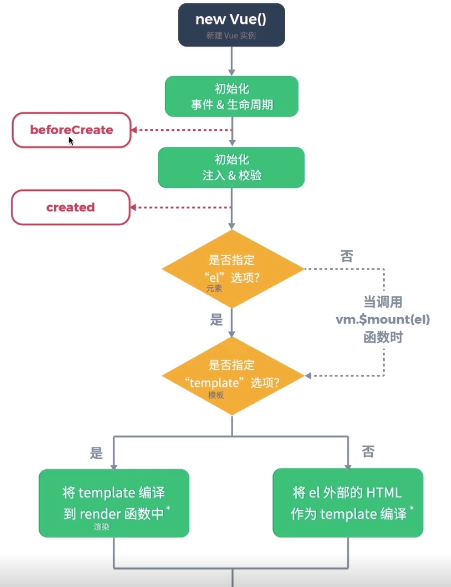 new Vue()
新建 Vue 实例
初始化
事件 & 生命周期
beforeCreate
初始化
注入 & 校验
created
是否指定
“el” 选项?
元素
否
当调用
vm.$mount(el)
函数时
是
是否指定
“template” 选项?
模板
是
否
将 template 编译
到 render 函数中*
渲染
将 el 外部的 HTML
作为 template 编译*